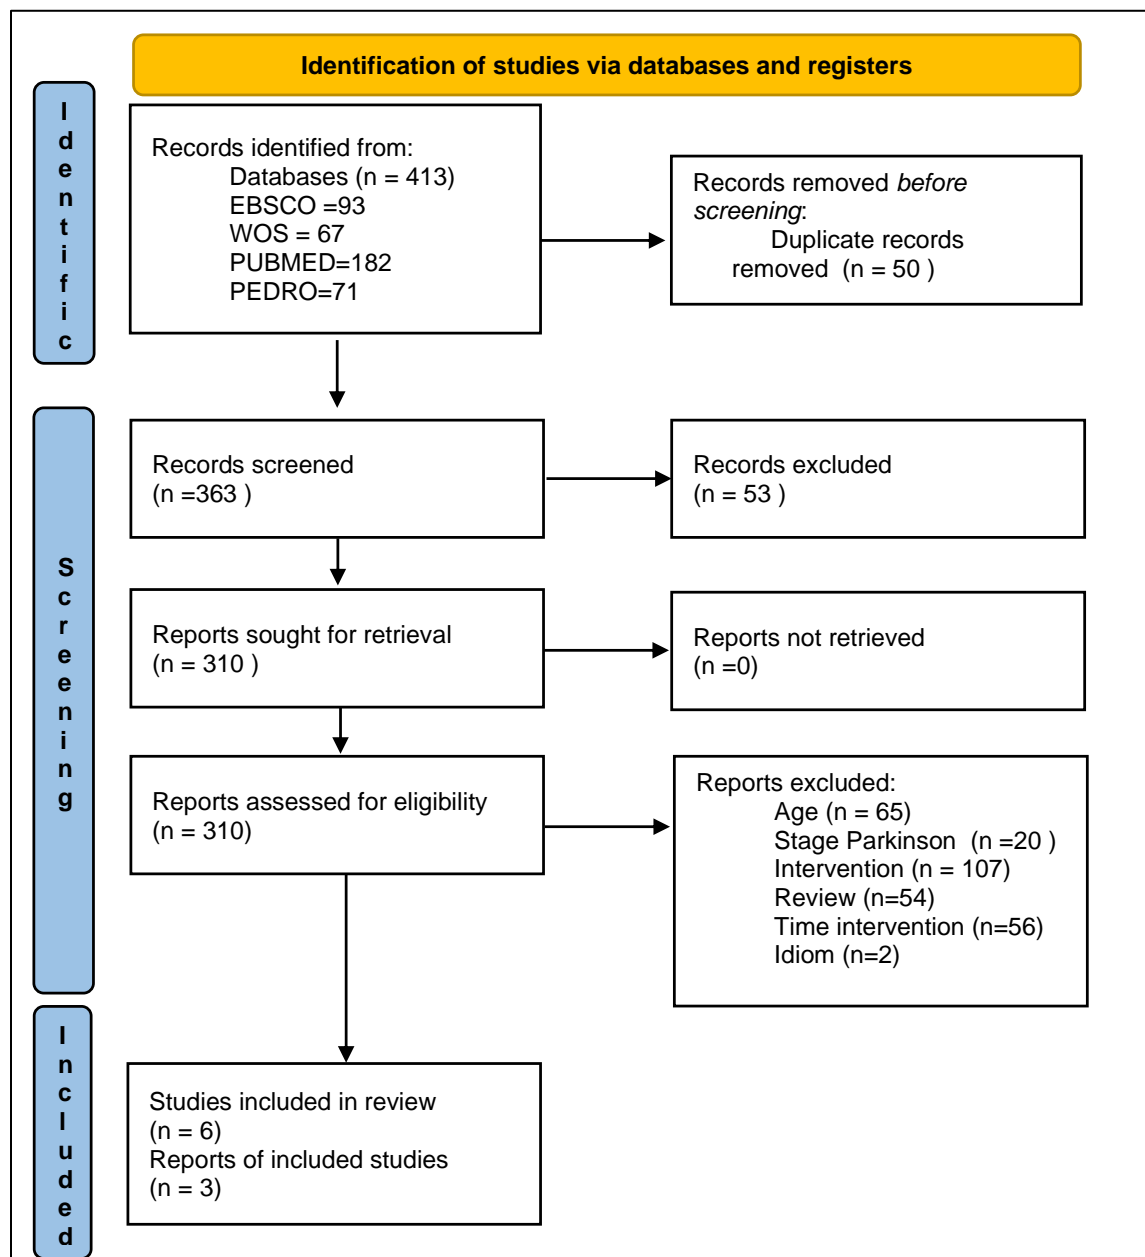 Identification of studies via databases and registers
Identific
Records identified from:
Databases (n = 413)
EBSCO =93
WOS = 67
PUBMED=182
PEDRO=71
Records removed before
screening:
Duplicate records
removed  (n = 50 )
Screening
Records screened
(n =363 )
Records excluded
(n = 53 )
Reports sought for retrieval
(n = 310 )
Reports not retrieved
(n =0)
Reports assessed for eligibility
(n = 310)
Reports excluded:
Age (n = 65)
Stage Parkinson  (n =20 )
Intervention (n = 107)
Review (n=54)
Time intervention (n=56)
Idiom (n=2)
Included
Studies included in review
(n = 6)
Reports of included studies
(n = 3)